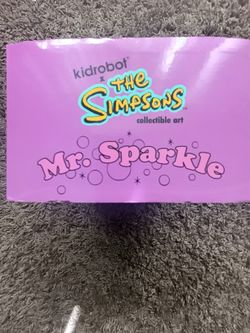 kidrobot
x
THE
SIMPSONS
collectible art
Mr. Sparkle